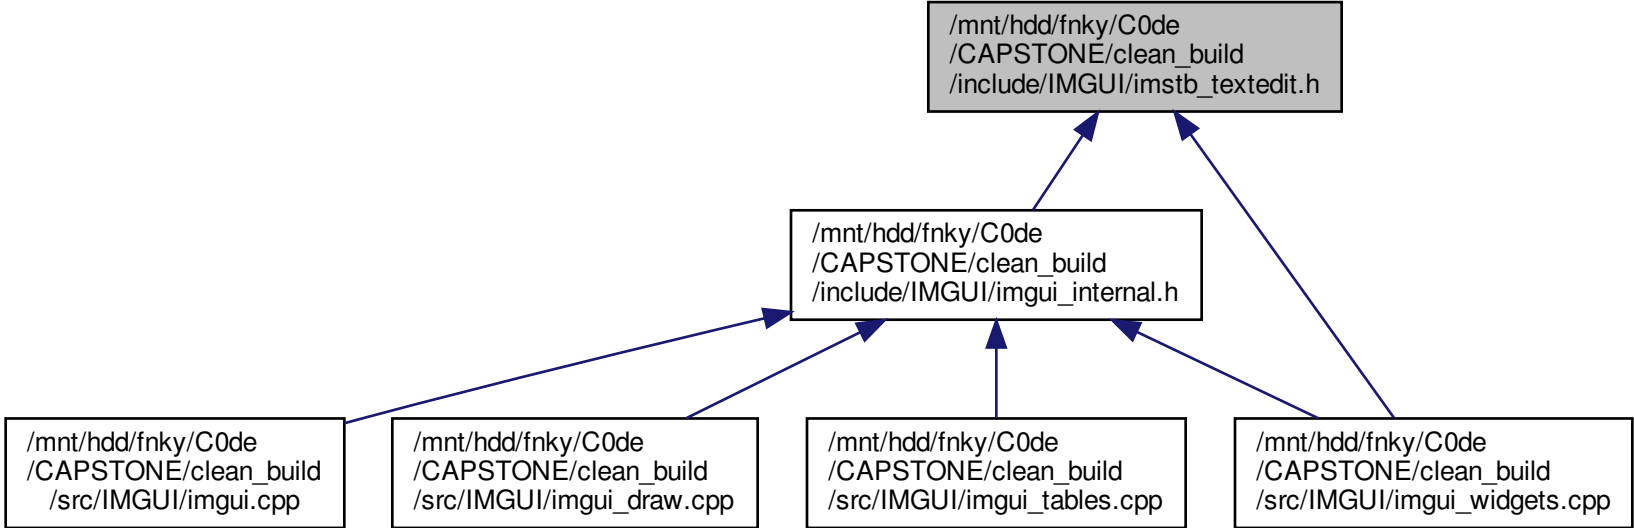 /mnt/hdd/fnky/C0de
/CAPSTONE/clean_build
/include/IMGUI/imstb_textedit.h
/mnt/hdd/fnky/C0de
/CAPSTONE/clean_build
/include/IMGUI/imgui_internal.h
/mnt/hdd/fnky/C0de
/CAPSTONE/clean_build
/src/IMGUI/imgui.cpp
/mnt/hdd/fnky/C0de
/CAPSTONE/clean_build
/src/IMGUI/imgui_draw.cpp
/mnt/hdd/fnky/C0de
/CAPSTONE/clean_build
/src/IMGUI/imgui_tables.cpp
/mnt/hdd/fnky/C0de
/CAPSTONE/clean_build
/src/IMGUI/imgui_widgets.cpp